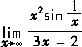 lim x→∞ x² sin 1/x / 3x − 2